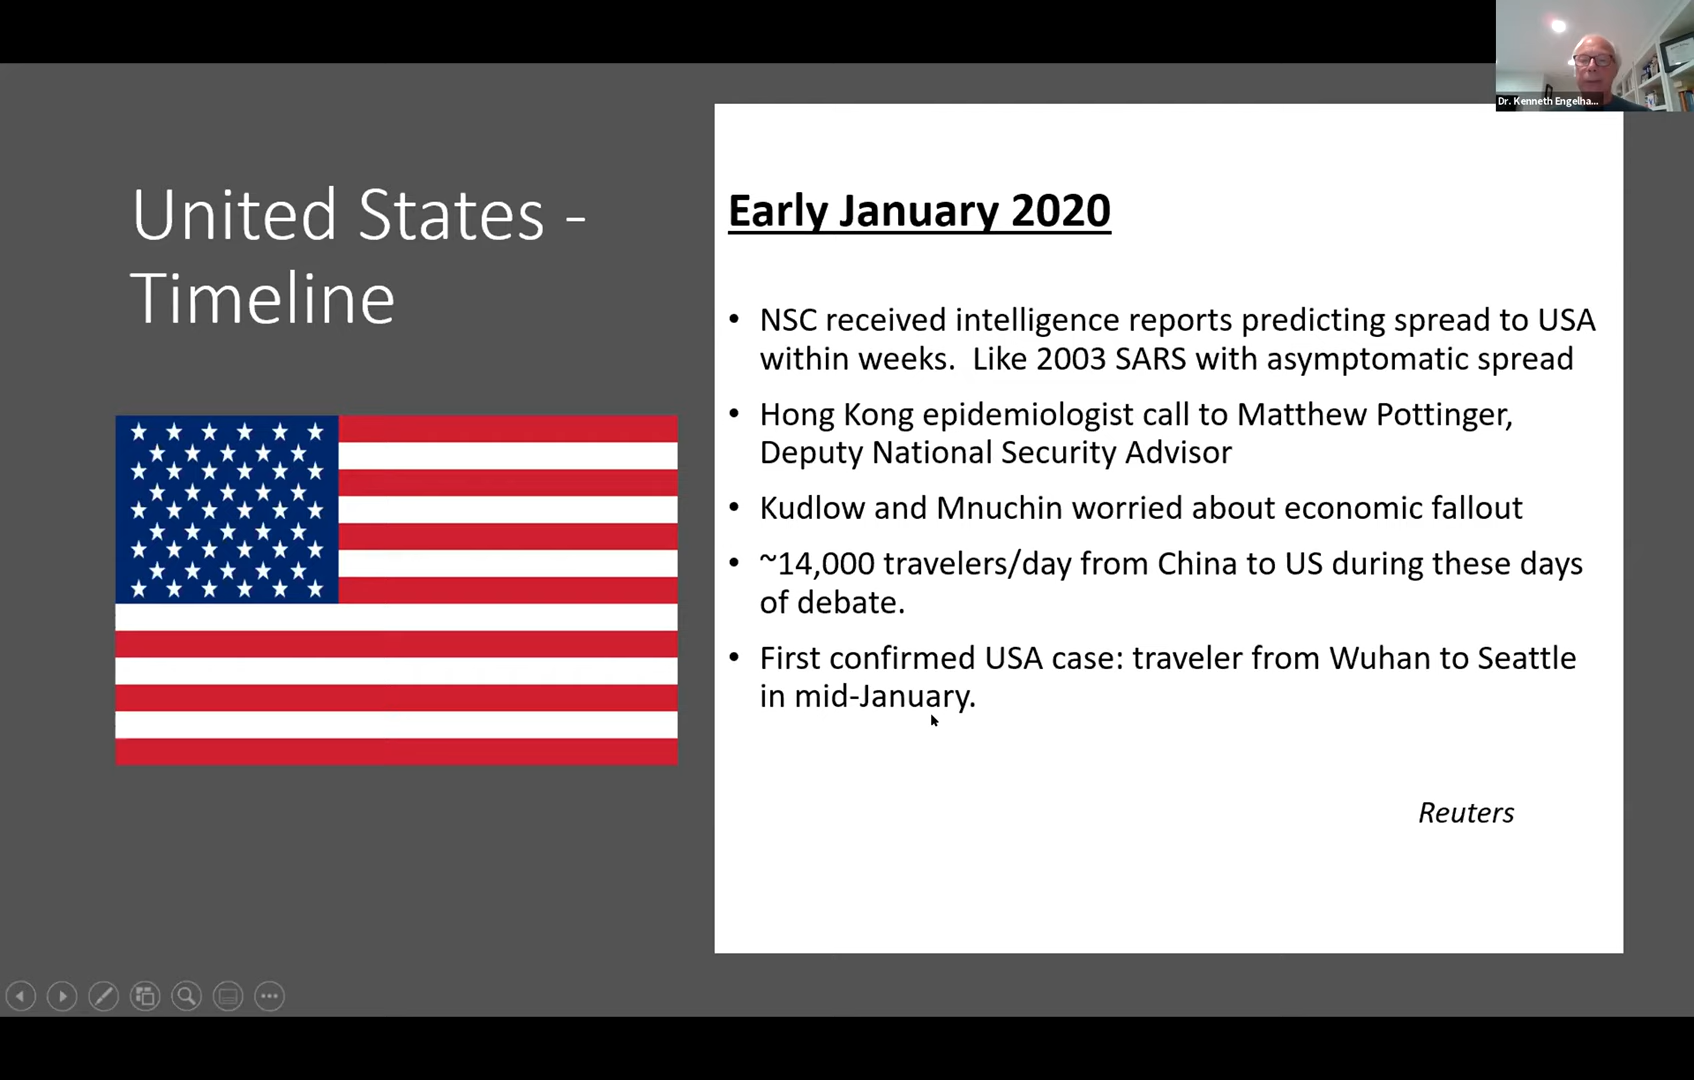 Dr. Kenneth Engelha...
United States -
Timeline
Early January 2020
• NSC received intelligence reports predicting spread to USA
within weeks.  Like 2003 SARS with asymptomatic spread
• Hong Kong epidemiologist call to Matthew Pottinger,
Deputy National Security Advisor
• Kudlow and Mnuchin worried about economic fallout
• ~14,000 travelers/day from China to US during these days
of debate.
• First confirmed USA case: traveler from Wuhan to Seattle
in mid-January.
Reuters